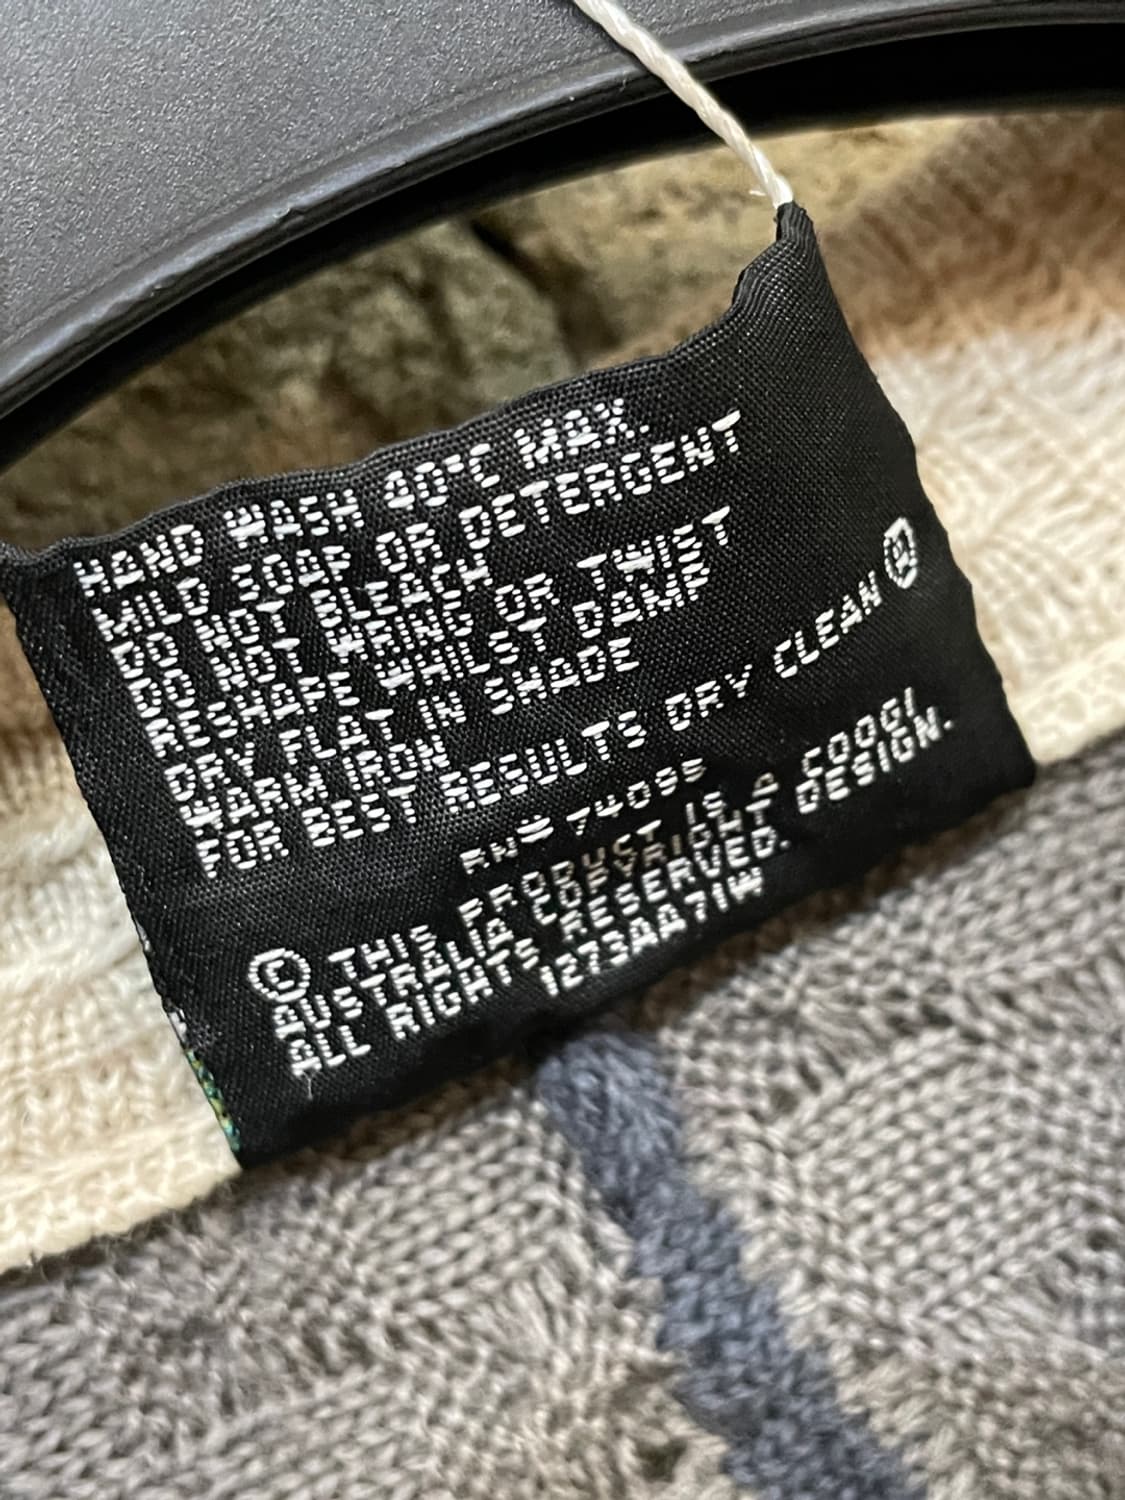 HAND WASH 40°C MAX
MILD SOAP OR DETERGENT
DO NOT BLEACH
DO NOT WRING OR TWIST
RESHAPE WHILST DAMP
DRY FLAT IN SHADE
WARM IRON
FOR BEST RESULTS DRY CLEAN Ⓐ
RN#74095
© THIS PRODUCT IS A COOGI
AUSTRALIA COPYRIGHT DESIGN.
ALL RIGHTS RESERVED.
1273AA71W